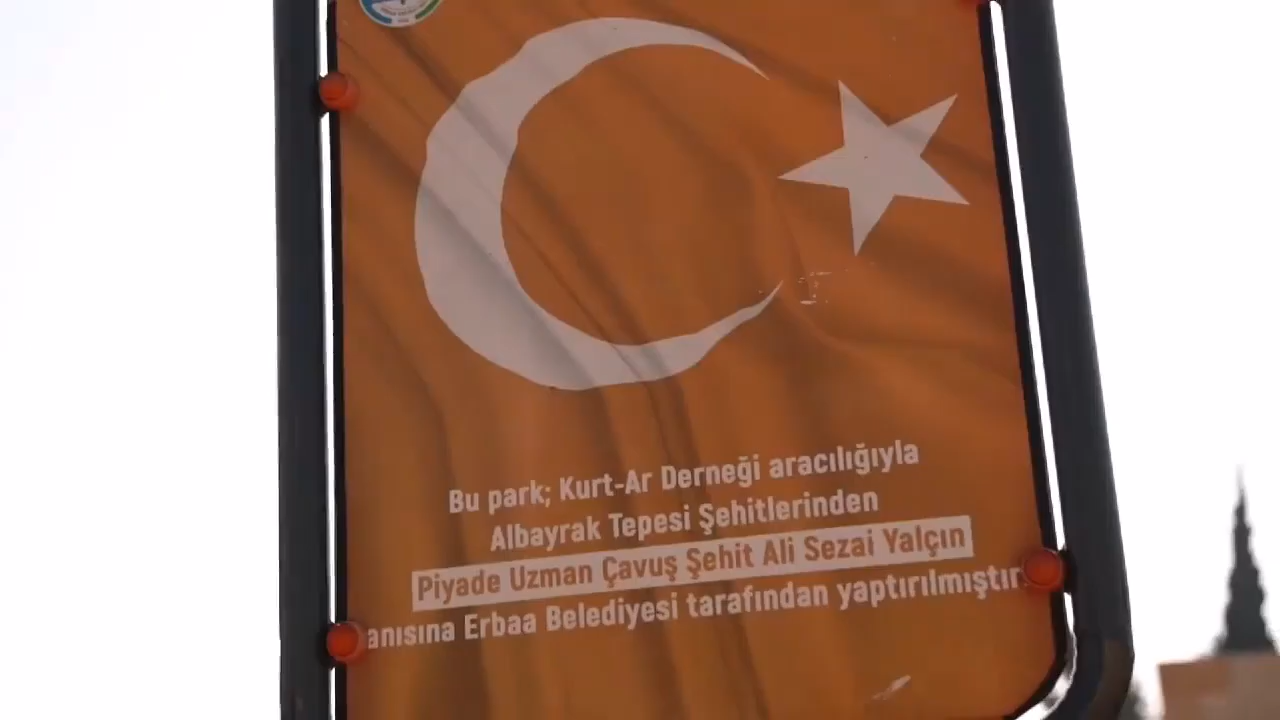 Bu park; Kurt-Ar Derneği aracılığıyla
Albayrak Tepesi Şehitlerinden
Piyade Uzman Çavuş Şehit Ali Sezai Yalçın
anısına Erbaa Belediyesi tarafından yaptırılmıştır